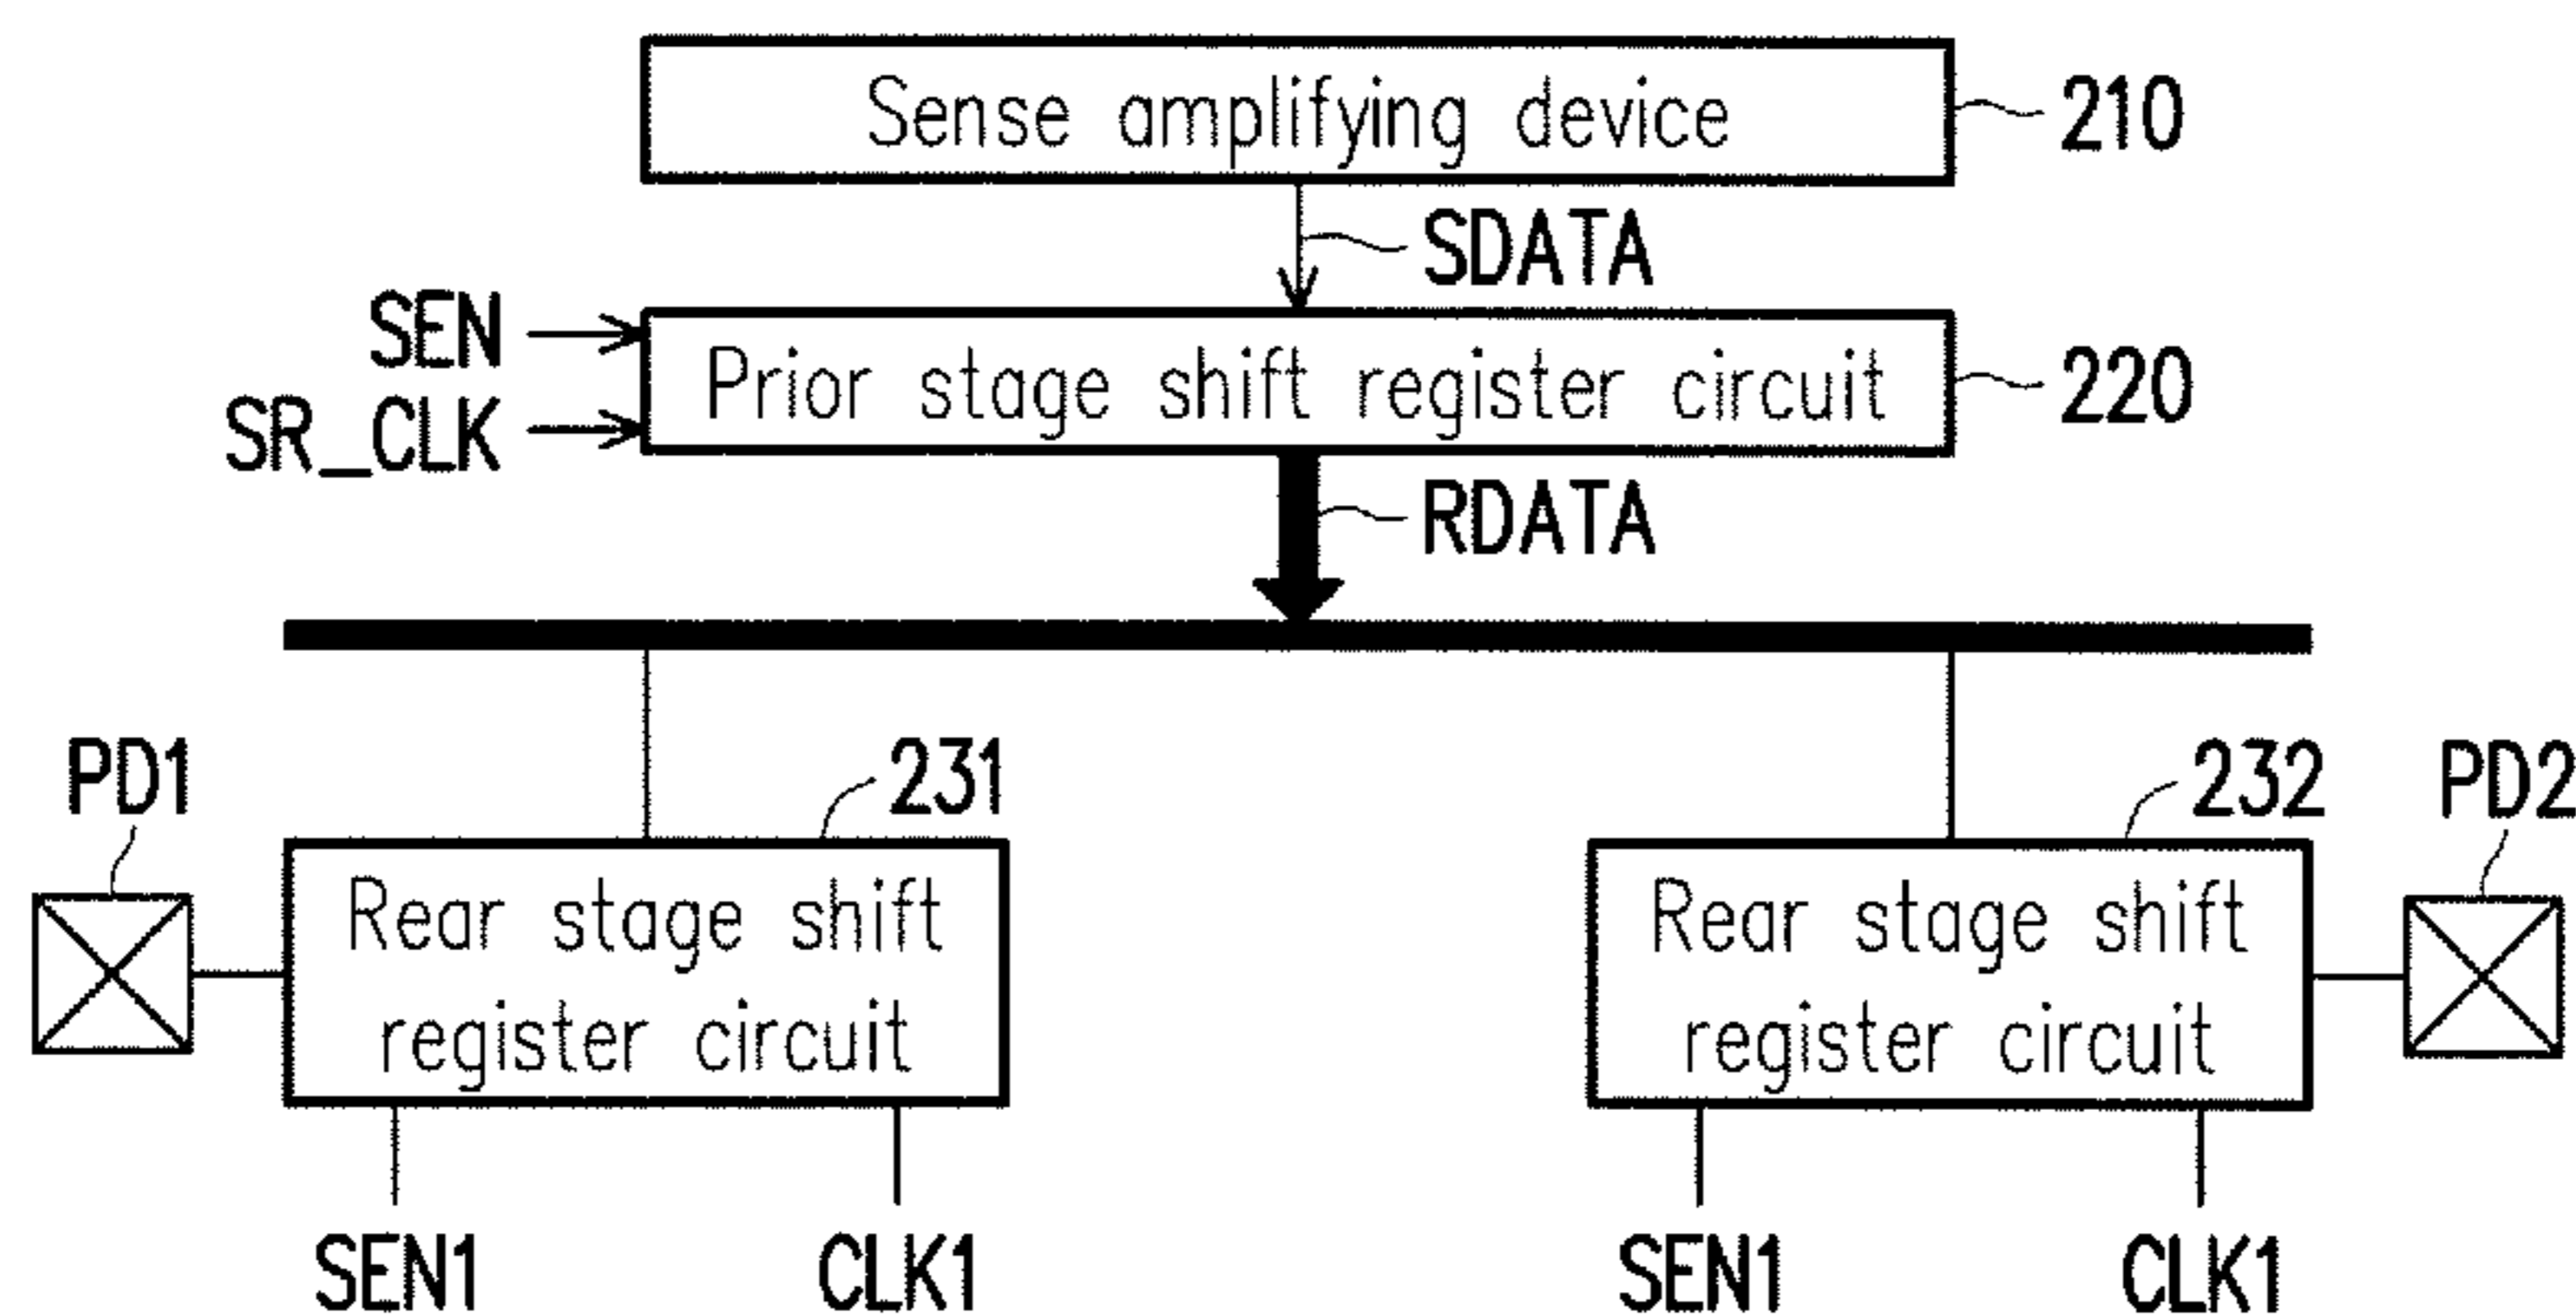 Sense amplifying device
210
SDATA
SEN
SR_CLK
Prior stage shift register circuit
220
RDATA
PD1
231
232
PD2
Rear stage shift
register circuit
Rear stage shift
register circuit
SEN1
CLK1
SEN1
CLK1